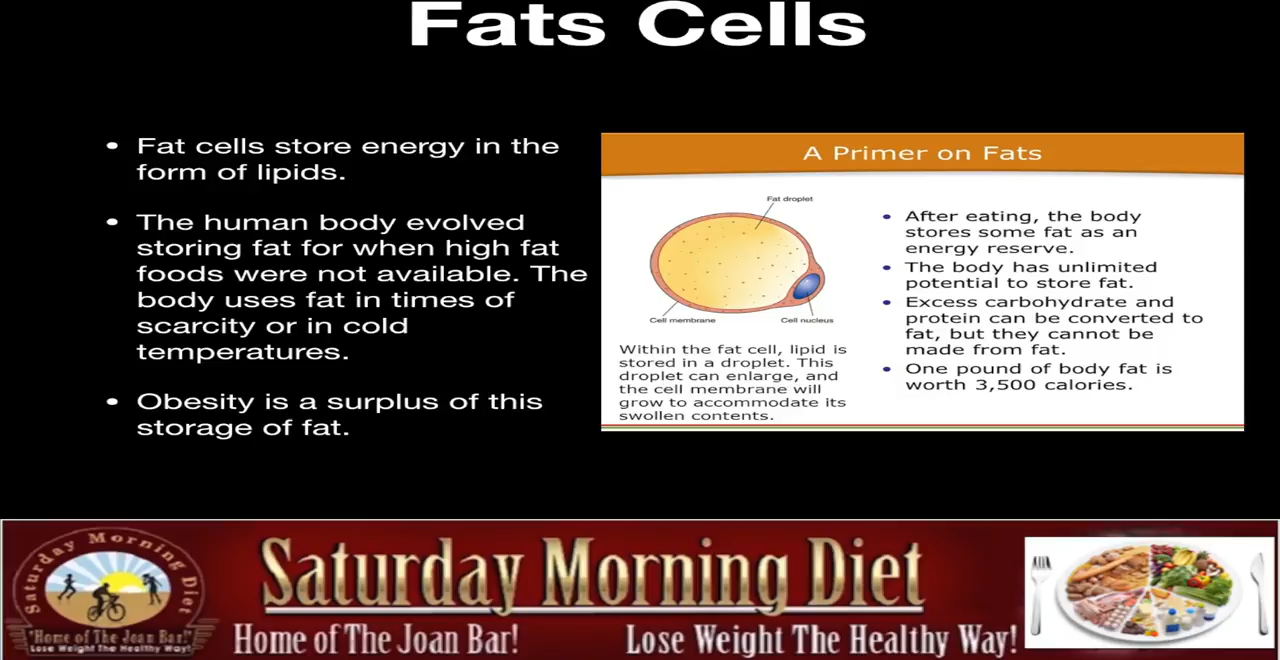 Fats Cells
• Fat cells store energy in the
form of lipids.
• The human body evolved
storing fat for when high fat
foods were not available. The
body uses fat in times of
scarcity or in cold
temperatures.
• Obesity is a surplus of this
storage of fat.
A Primer on Fats
Fat droplet
Cell membrane
Cell nucleus
Within the fat cell, lipid is
stored in a droplet. This
droplet can enlarge, and
the cell membrane will
grow to accommodate its
swollen contents.
• After eating, the body
stores some fat as an
energy reserve.
• The body has unlimited
potential to store fat.
• Excess carbohydrate and
protein can be converted to
fat, but they cannot be
made from fat.
• One pound of body fat is
worth 3,500 calories.
Saturday Morning Diet
"Home of The Joan Bar!"
Lose Weight The Healthy Way!
Saturday Morning Diet
Home of The Joan Bar! Lose Weight The Healthy Way!